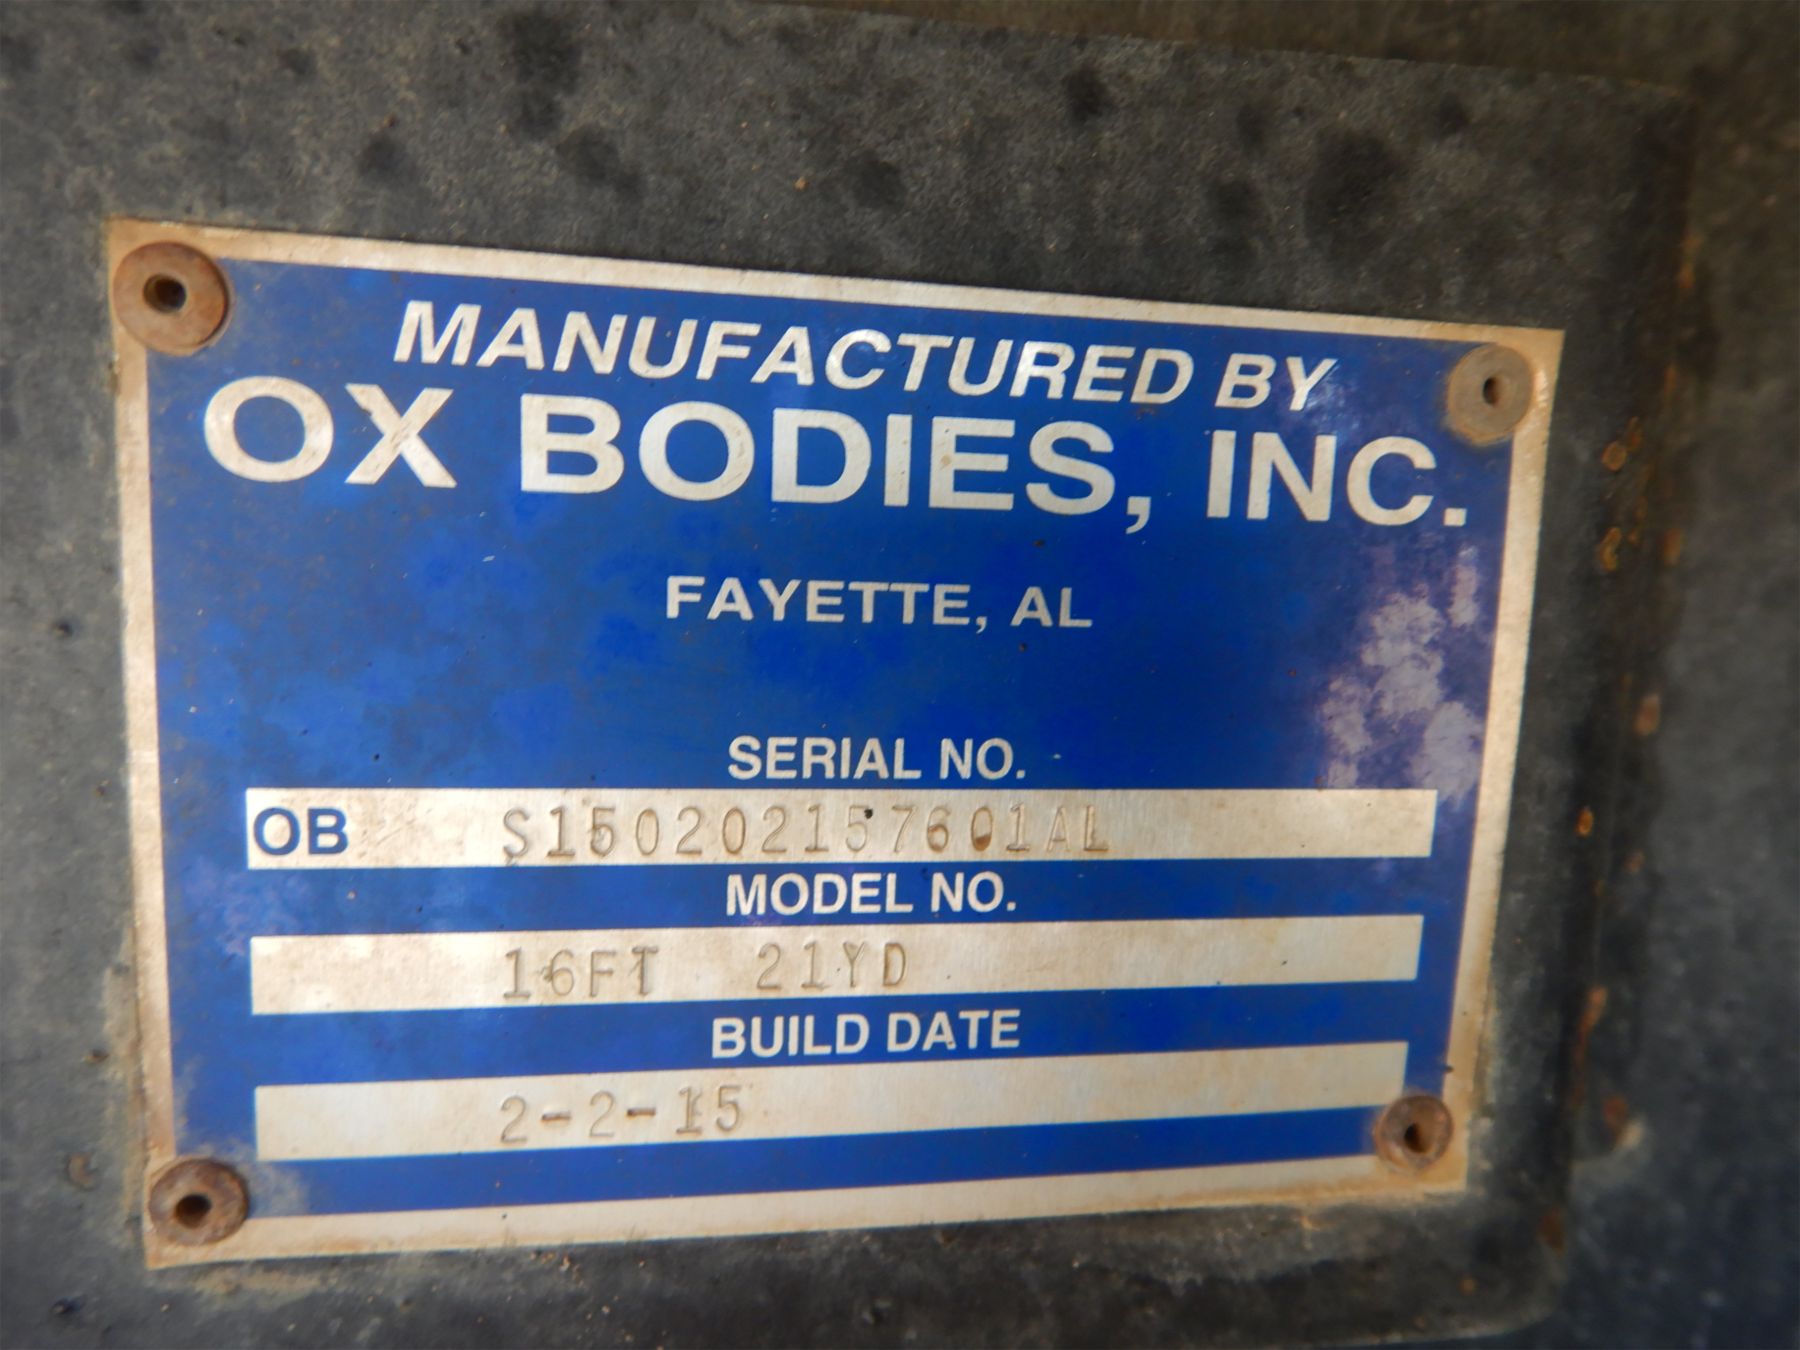 MANUFACTURED BY
OX BODIES, INC.
FAYETTE, AL
SERIAL NO.
OB S150202157601AL
MODEL NO.
16FT 21YD
BUILD DATE
2-2-15